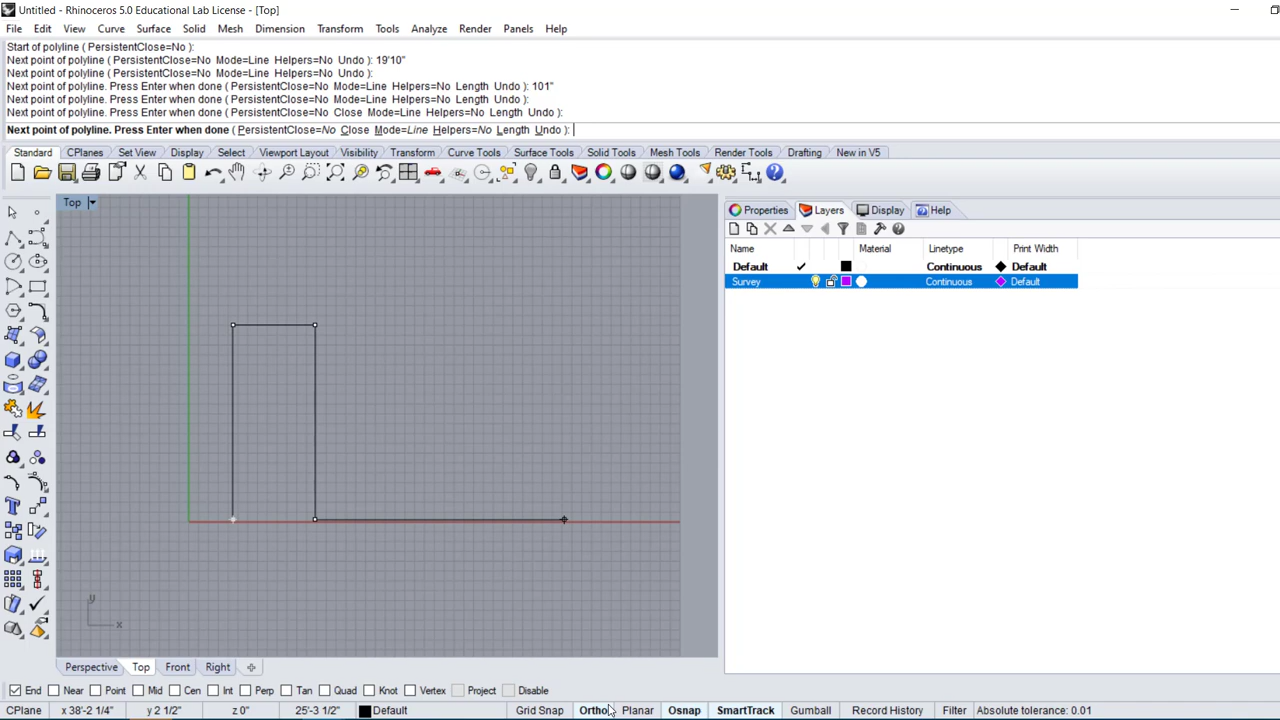 Untitled - Rhinoceros 5.0 Educational Lab License - [Top]
File Edit View Curve Surface Solid Mesh Dimension Transform Tools Analyze Render Panels Help
Start of polyline ( PersistentClose=No ):
Next point of polyline ( PersistentClose=No Mode=Line Helpers=No Undo ): 19'10"
Next point of polyline ( PersistentClose=No Mode=Line Helpers=No Undo ):
Next point of polyline. Press Enter when done ( PersistentClose=No Mode=Line Helpers=No Length Undo ): 101"
Next point of polyline. Press Enter when done ( PersistentClose=No Mode=Line Helpers=No Length Undo ):
Next point of polyline. Press Enter when done ( PersistentClose=No Close Mode=Line Helpers=No Length Undo ):
Next point of polyline. Press Enter when done ( PersistentClose=No Close Mode=Line Helpers=No Length Undo ):
Standard CPlanes Set View Display Select Viewport Layout Visibility Transform Curve Tools Surface Tools Solid Tools Mesh Tools Render Tools Drafting New in V5
Top
Properties Layers Display Help
Name Material Linetype Print Width
Default Continuous Default
Survey Continuous Default
y
x
Perspective Top Front Right
End Near Point Mid Cen Int Perp Tan Quad Knot Vertex Project Disable
CPlane x 38'-2 1/4" y 2 1/2" z 0" 25'-3 1/2" Default Grid Snap Ortho Planar Osnap SmartTrack Gumball Record History Filter Absolute tolerance: 0.01